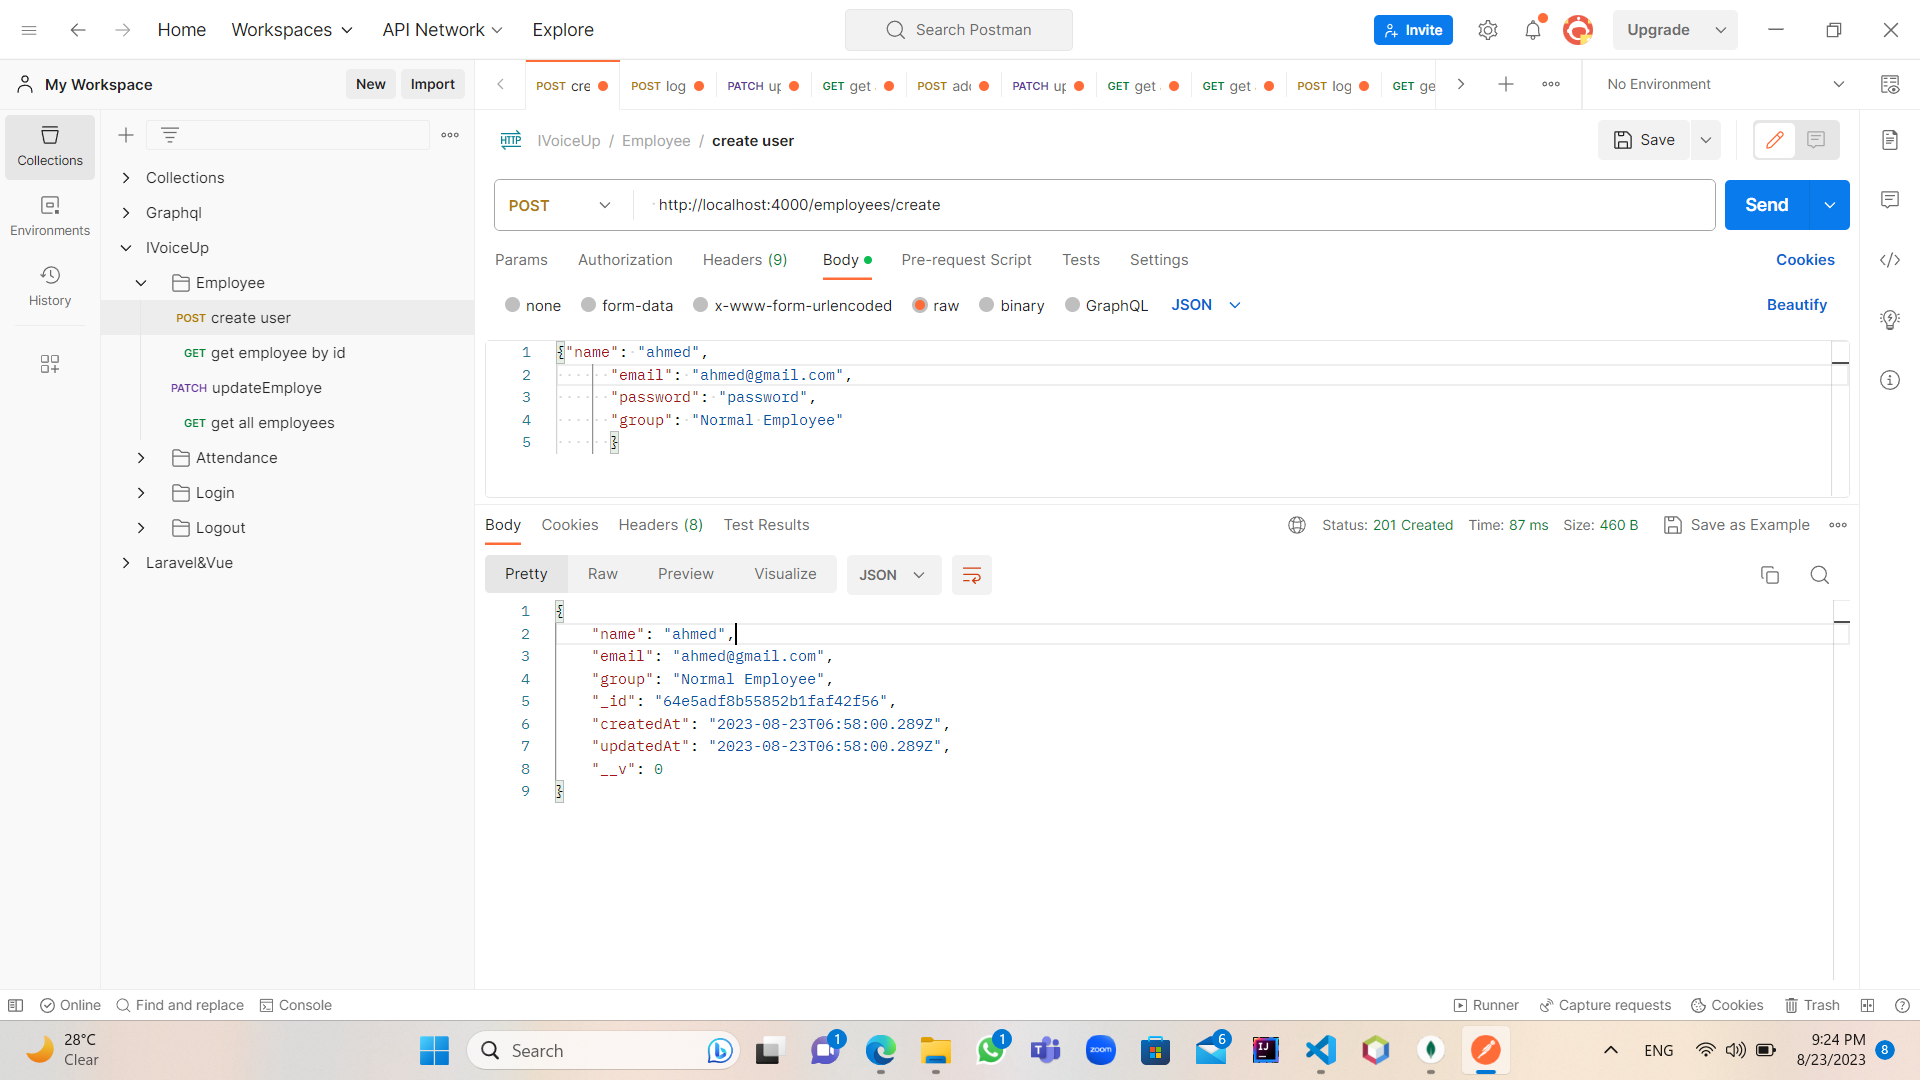 Home
Workspaces
API Network
Explore
Search Postman
Invite
Upgrade
My Workspace
New
Import
POST cre
POST log
PATCH up
GET get
POST add
PATCH up
GET get
GET get
POST log
GET ge
No Environment
Collections
Environments
History
Collections
Graphql
IVoiceUp
Employee
POST create user
GET get employee by id
PATCH updateEmploye
GET get all employees
Attendance
Login
Logout
Laravel&Vue
HTTP IVoiceUp / Employee / create user
Save
POST
http://localhost:4000/employees/create
Send
Params
Authorization
Headers (9)
Body
Pre-request Script
Tests
Settings
Cookies
none
form-data
x-www-form-urlencoded
raw
binary
GraphQL
JSON
Beautify
1 {"name": "ahmed",
2 "email": "ahmed@gmail.com",
3 "password": "password",
4 "group": "Normal Employee"
5 }
Body
Cookies
Headers (8)
Test Results
Status: 201 Created
Time: 87 ms
Size: 460 B
Save as Example
Pretty
Raw
Preview
Visualize
JSON
1 {
2 "name": "ahmed",
3 "email": "ahmed@gmail.com",
4 "group": "Normal Employee",
5 "_id": "64e5adf8b55852b1faf42f56",
6 "createdAt": "2023-08-23T06:58:00.289Z",
7 "updatedAt": "2023-08-23T06:58:00.289Z",
8 "__v": 0
9 }
Online
Find and replace
Console
Runner
Capture requests
Cookies
Trash
28°C
Clear
Search
1
1
zoom
6
IJ
ENG
9:24 PM
8/23/2023
8